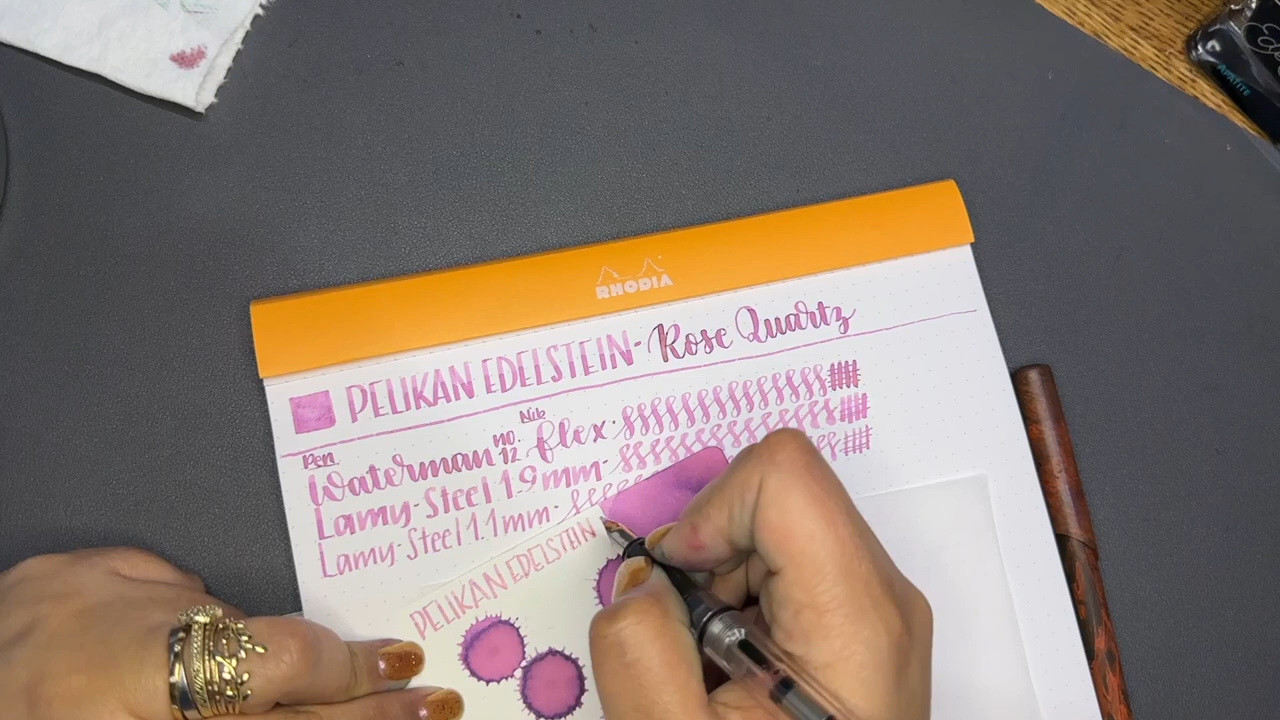 APATITE
RHODIA
PELIKAN EDELSTEIN - Rose Quartz
Pen Nib
Waterman no. 12 flex
Lamy-Steel 1.9mm
Lamy-Steel 1.1mm
PELIKAN EDELSTEIN